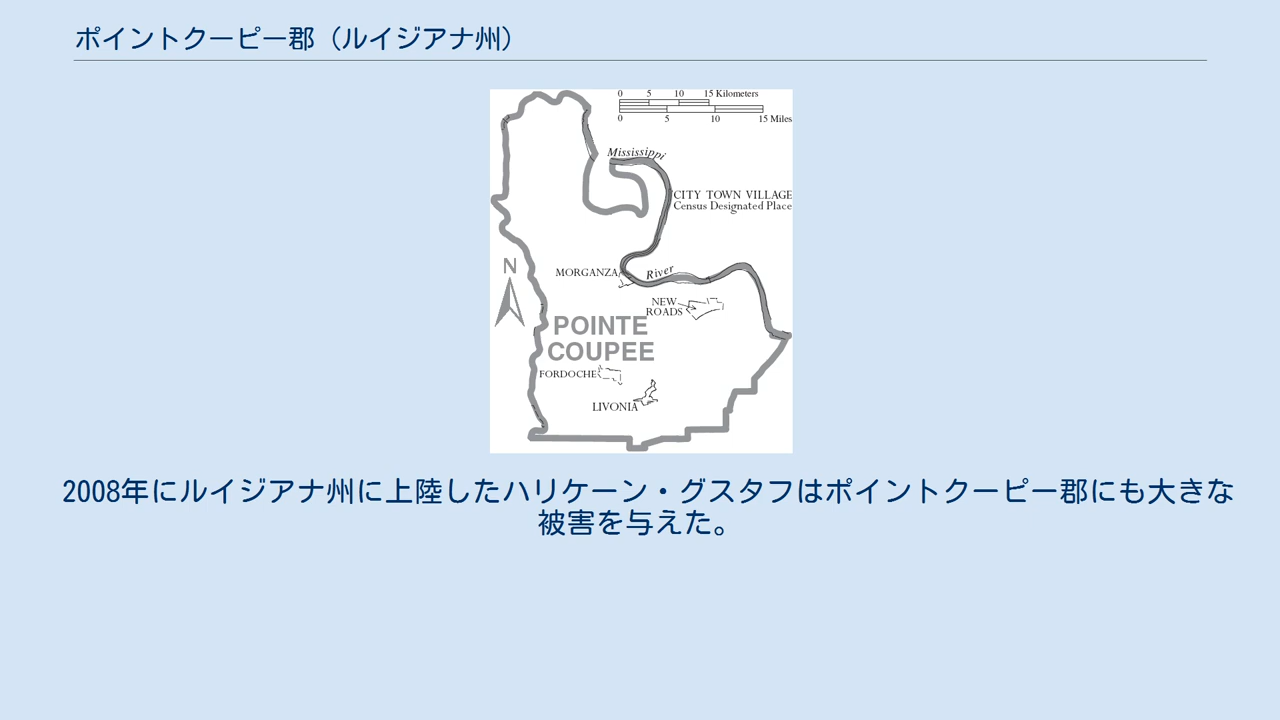 ポイントクーピー郡（ルイジアナ州）
0 5 10 15 Kilometers
0 5 10 15 Miles
Mississippi
CITY TOWN VILLAGE
Census Designated Place
N
MORGANZA
River
NEW
ROADS
POINTE
COUPEE
FORDOCHE
LIVONIA
2008年にルイジアナ州に上陸したハリケーン・グスタフはポイントクーピー郡にも大きな
被害を与えた。